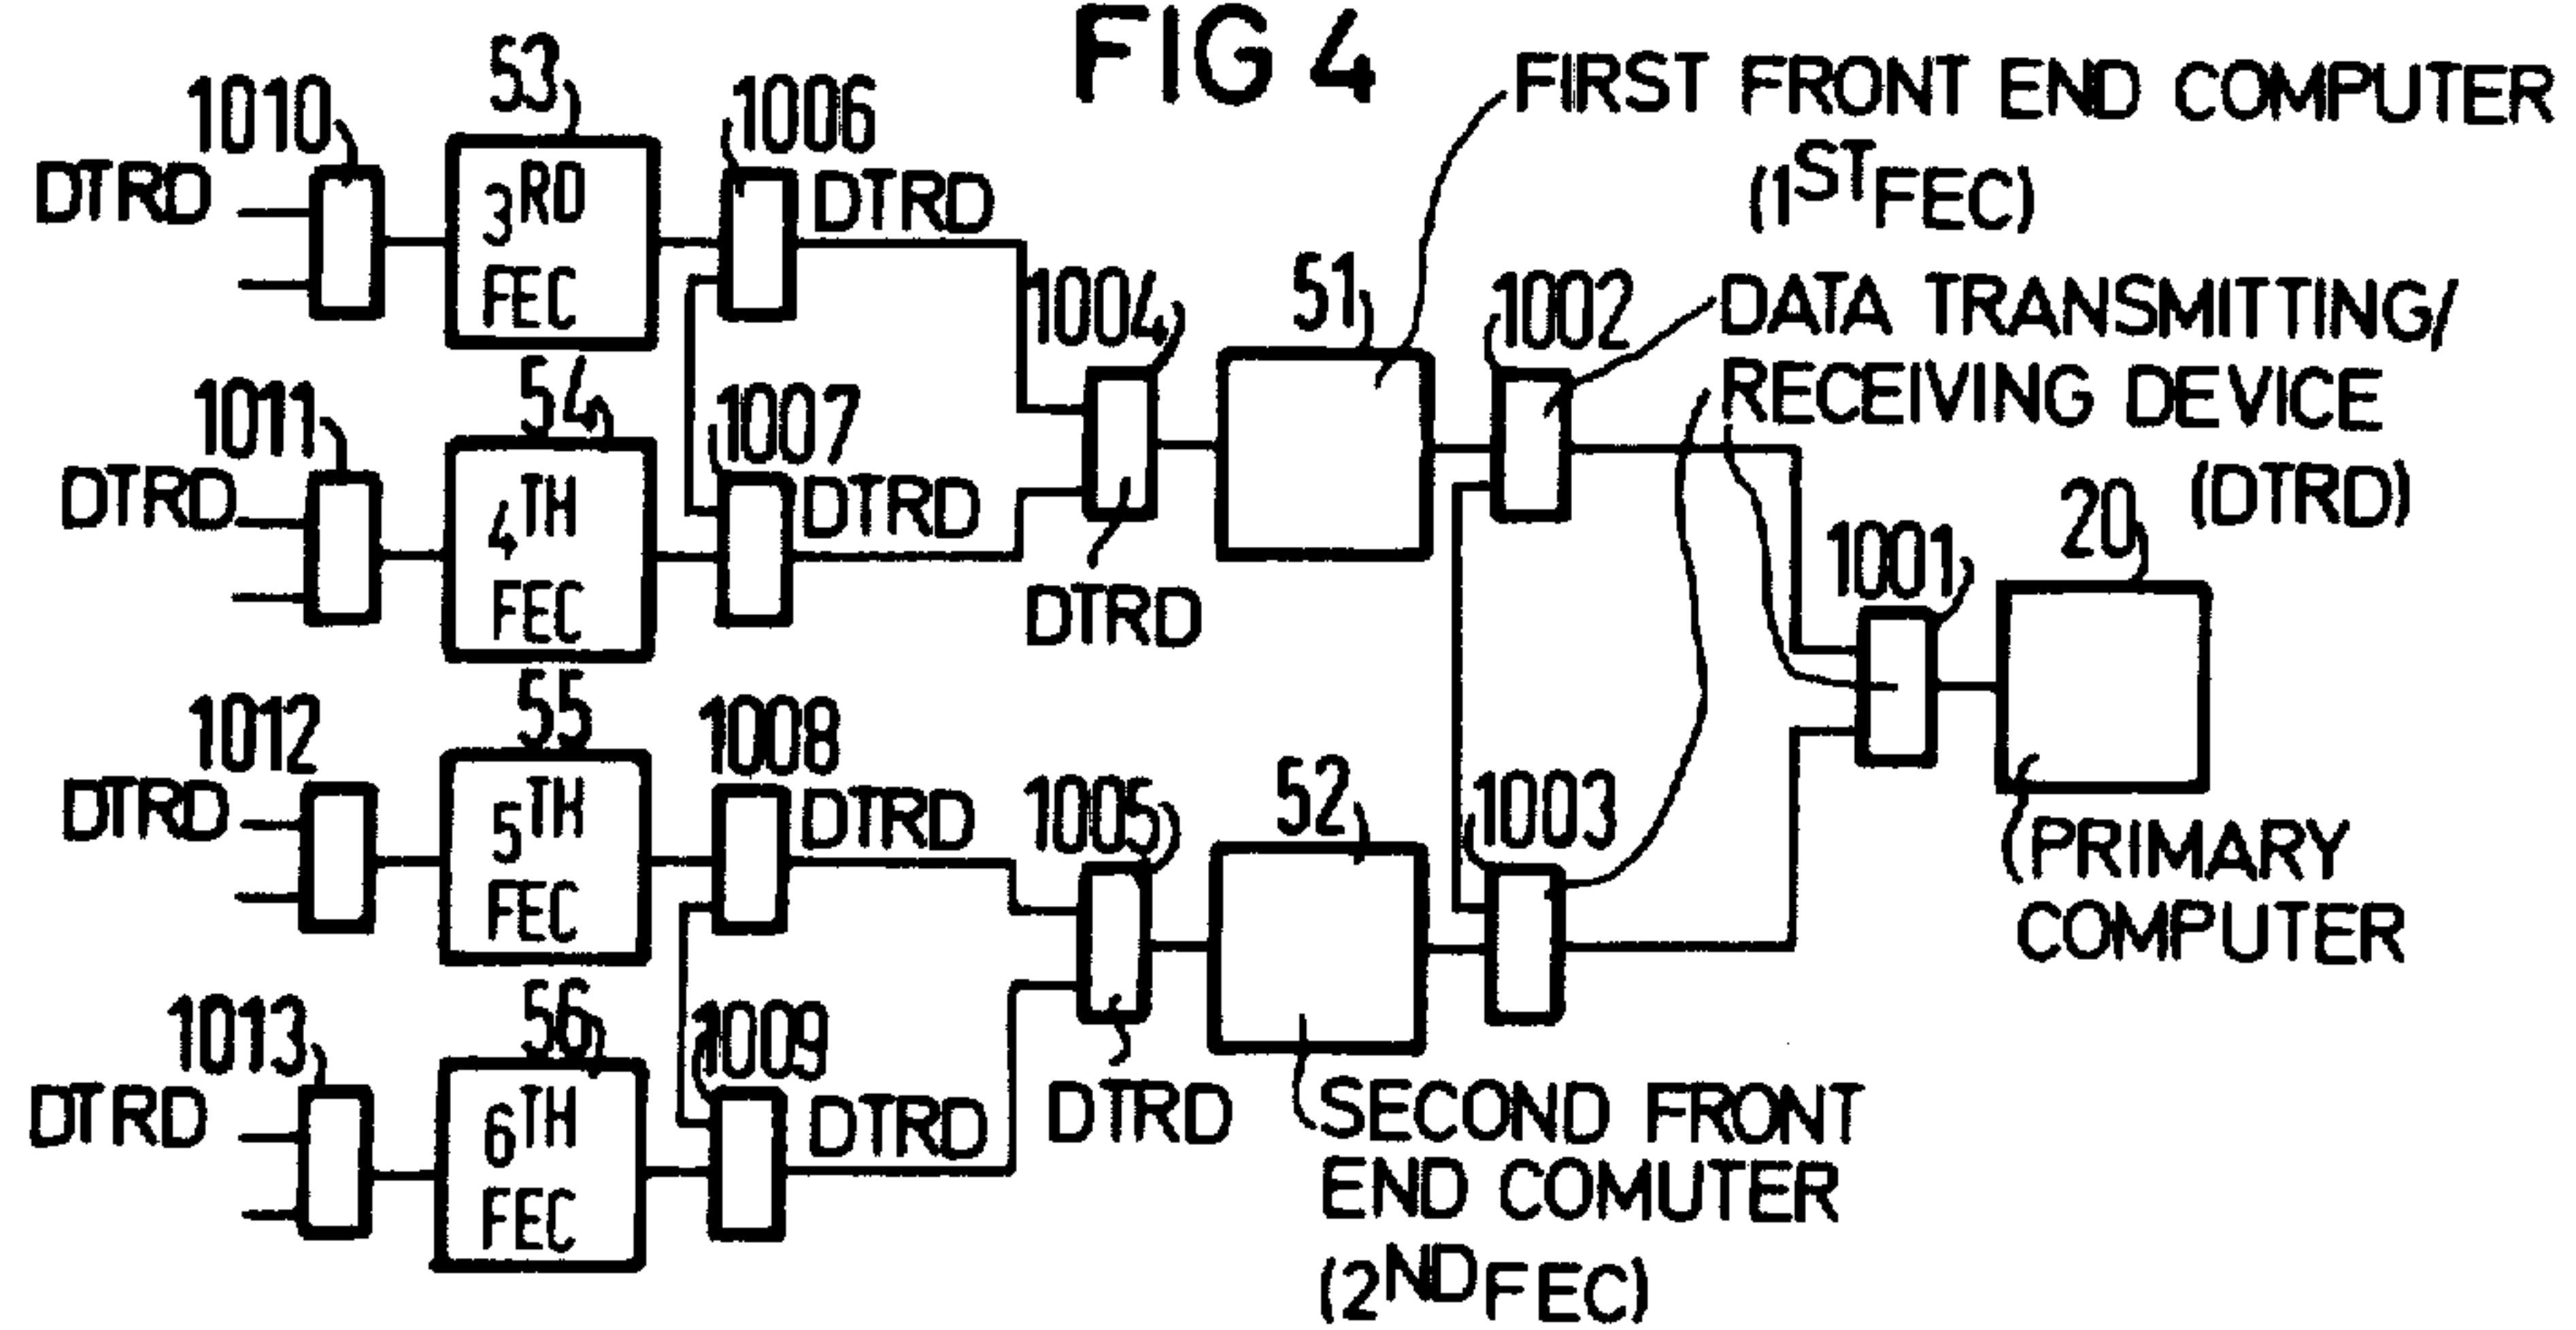 FIG 4
FIRST FRONT END COMPUTER
(1ST FEC)
DATA TRANSMITTING/
RECEIVING DEVICE
(DTRD)
1010
53
1006
DTRD
3RD
FEC
DTRD
1004
51
1002
1011
54
1007
DTRD
4TH
FEC
DTRD
DTRD
1001
20
1012
55
1008
DTRD
5TH
FEC
DTRD
1005
52
1003
PRIMARY
COMPUTER
1013
56
1009
DTRD
6TH
FEC
DTRD
DTRD
SECOND FRONT
END COMUTER
(2ND FEC)